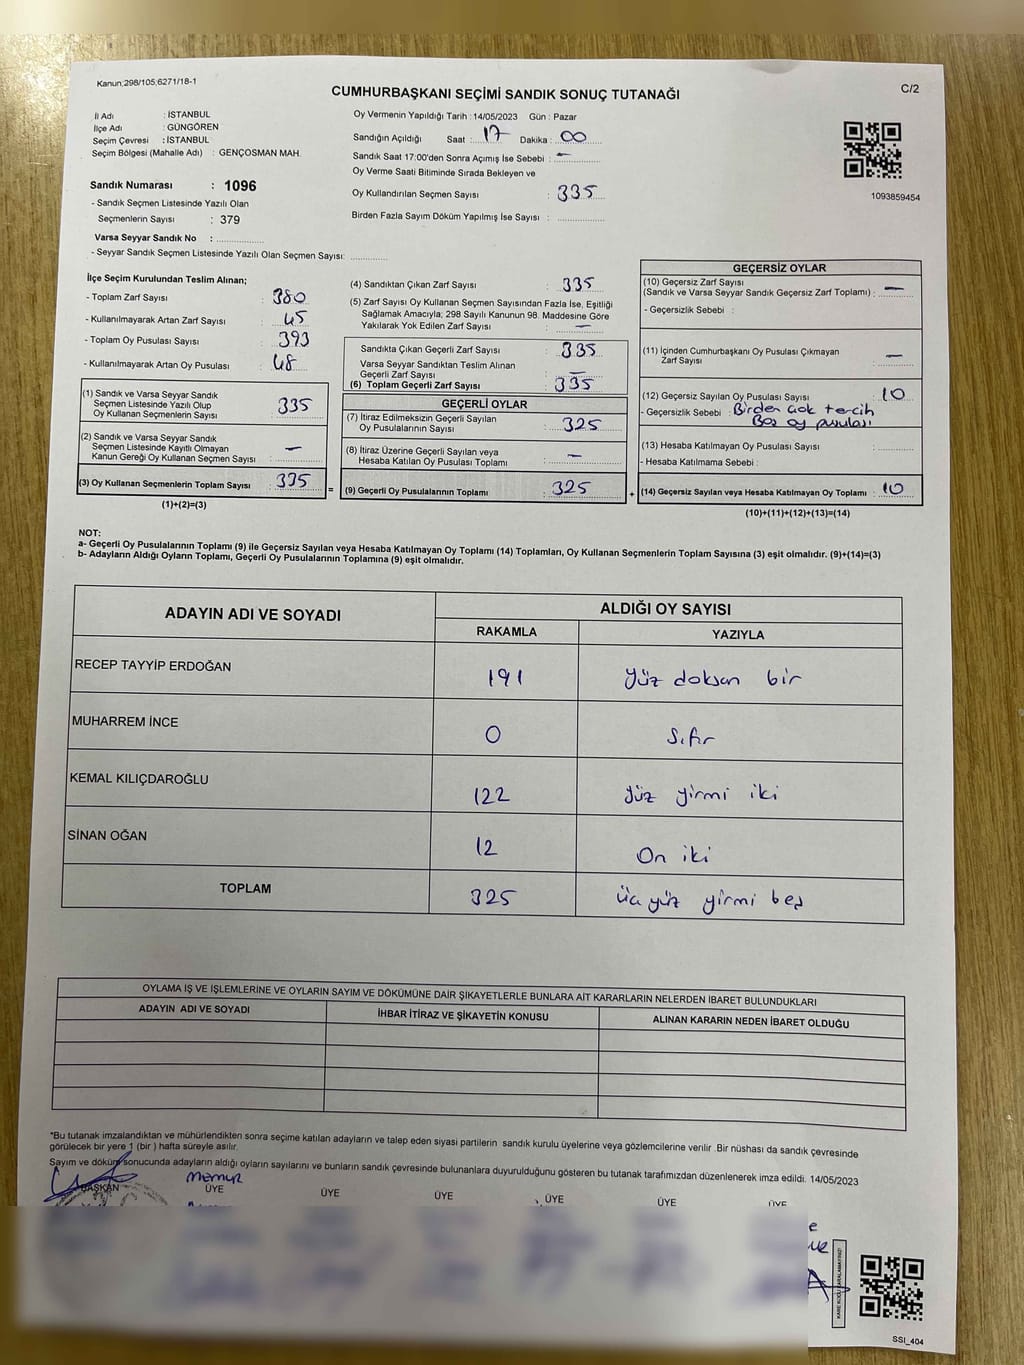 Kanun;298/105;6271/18-1
CUMHURBAŞKANI SEÇİMİ SANDIK SONUÇ TUTANAĞI
C/2
İl Adı : İSTANBUL
İlçe Adı : GÜNGÖREN
Seçim Çevresi : İSTANBUL
Seçim Bölgesi (Mahalle Adı) : GENÇOSMAN MAH.
Sandık Numarası : 1096
- Sandık Seçmen Listesinde Yazılı Olan
Seçmenlerin Sayısı : 379
Varsa Seyyar Sandık No :
- Seyyar Sandık Seçmen Listesinde Yazılı Olan Seçmen Sayısı:
Oy Vermenin Yapıldığı Tarih : 14/05/2023 Gün : Pazar
Sandığın Açıldığı Saat : 17 Dakika : 00
Sandık Saat 17:00'den Sonra Açımış İse Sebebi : -
Oy Verme Saati Bitiminde Sırada Bekleyen ve
Oy Kullandırılan Seçmen Sayısı : 335
Birden Fazla Sayım Döküm Yapılmış İse Sayısı :
1093859454
İlçe Seçim Kurulundan Teslim Alınan;
- Toplam Zarf Sayısı : 380
- Kullanılmayarak Artan Zarf Sayısı : 45
- Toplam Oy Pusulası Sayısı : 393
- Kullanılmayarak Artan Oy Pusulası : 48
(1) Sandık ve Varsa Seyyar Sandık
Seçmen Listesinde Yazılı Olup
Oy Kullanan Seçmenlerin Sayısı : 335
(2) Sandık ve Varsa Seyyar Sandık
Seçmen Listesinde Kayıtlı Olmayan
Kanun Gereği Oy Kullanan Seçmen Sayısı : -
(3) Oy Kullanan Seçmenlerin Toplam Sayısı : 335
(1)+(2)=(3)
=
(4) Sandıktan Çıkan Zarf Sayısı : 335
(5) Zarf Sayısı Oy Kullanan Seçmen Sayısından Fazla İse, Eşitliği
Sağlamak Amacıyla; 298 Sayılı Kanunun 98. Maddesine Göre
Yakılarak Yok Edilen Zarf Sayısı : -
Sandıkta Çıkan Geçerli Zarf Sayısı : 335
Varsa Seyyar Sandıktan Teslim Alınan
Geçerli Zarf Sayısı : -
(6) Toplam Geçerli Zarf Sayısı : 335
GEÇERLİ OYLAR
(7) İtiraz Edilmeksizin Geçerli Sayılan
Oy Pusulalarının Sayısı : 325
(8) İtiraz Üzerine Geçerli Sayılan veya
Hesaba Katılan Oy Pusulası Toplamı : -
(9) Geçerli Oy Pusulalarının Toplamı : 325
+
GEÇERSİZ OYLAR
(10) Geçersiz Zarf Sayısı
(Sandık ve Varsa Seyyar Sandık Geçersiz Zarf Toplamı) : -
- Geçersizlik Sebebi :
(11) İçinden Cumhurbaşkanı Oy Pusulası Çıkmayan
Zarf Sayısı : -
(12) Geçersiz Sayılan Oy Pusulası Sayısı : 10
- Geçersizlik Sebebi : Birden çok tercih
Boş oy pusulası
(13) Hesaba Katılmayan Oy Pusulası Sayısı :
- Hesaba Katılmama Sebebi :
(14) Geçersiz Sayılan veya Hesaba Katılmayan Oy Toplamı : 10
(10)+(11)+(12)+(13)=(14)
NOT:
a- Geçerli Oy Pusulalarının Toplamı (9) ile Geçersiz Sayılan veya Hesaba Katılmayan Oy Toplamı (14) Toplamları, Oy Kullanan Seçmenlerin Toplam Sayısına (3) eşit olmalıdır. (9)+(14)=(3)
b- Adayların Aldığı Oyların Toplamı, Geçerli Oy Pusulalarının Toplamına (9) eşit olmalıdır.
ADAYIN ADI VE SOYADI
ALDIĞI OY SAYISI
RAKAMLA YAZIYLA
RECEP TAYYİP ERDOĞAN 191 Yüz doksan bir
MUHARREM İNCE 0 Sıfır
KEMAL KILIÇDAROĞLU 122 Yüz yirmi iki
SİNAN OĞAN 12 On iki
TOPLAM 325 Üç yüz yirmi beş
OYLAMA İŞ VE İŞLEMLERİNE VE OYLARIN SAYIM VE DÖKÜMÜNE DAİR ŞİKAYETLERLE BUNLARA AİT KARARLARIN NELERDEN İBARET BULUNDUKLARI
ADAYIN ADI VE SOYADI İHBAR İTİRAZ VE ŞİKAYETİN KONUSU ALINAN KARARIN NEDEN İBARET OLDUĞU
*Bu tutanak imzalandıktan ve mühürlendikten sonra seçime katılan adayların ve talep eden siyasi partilerin sandık kurulu üyelerine veya gözlemcilerine verilir. Bir nüshası da sandık çevresinde
görülecek bir yere 1 (bir ) hafta süreyle asılır.
Sayım ve döküm sonucunda adayların aldığı oyların sayılarını ve bunların sandık çevresinde bulunanlara duyurulduğunu gösteren bu tutanak tarafımızdan düzenlenerek imza edildi. 14/05/2023
Memur
BAŞKAN ÜYE ÜYE ÜYE ÜYE ÜYE ÜYE
SSI_404